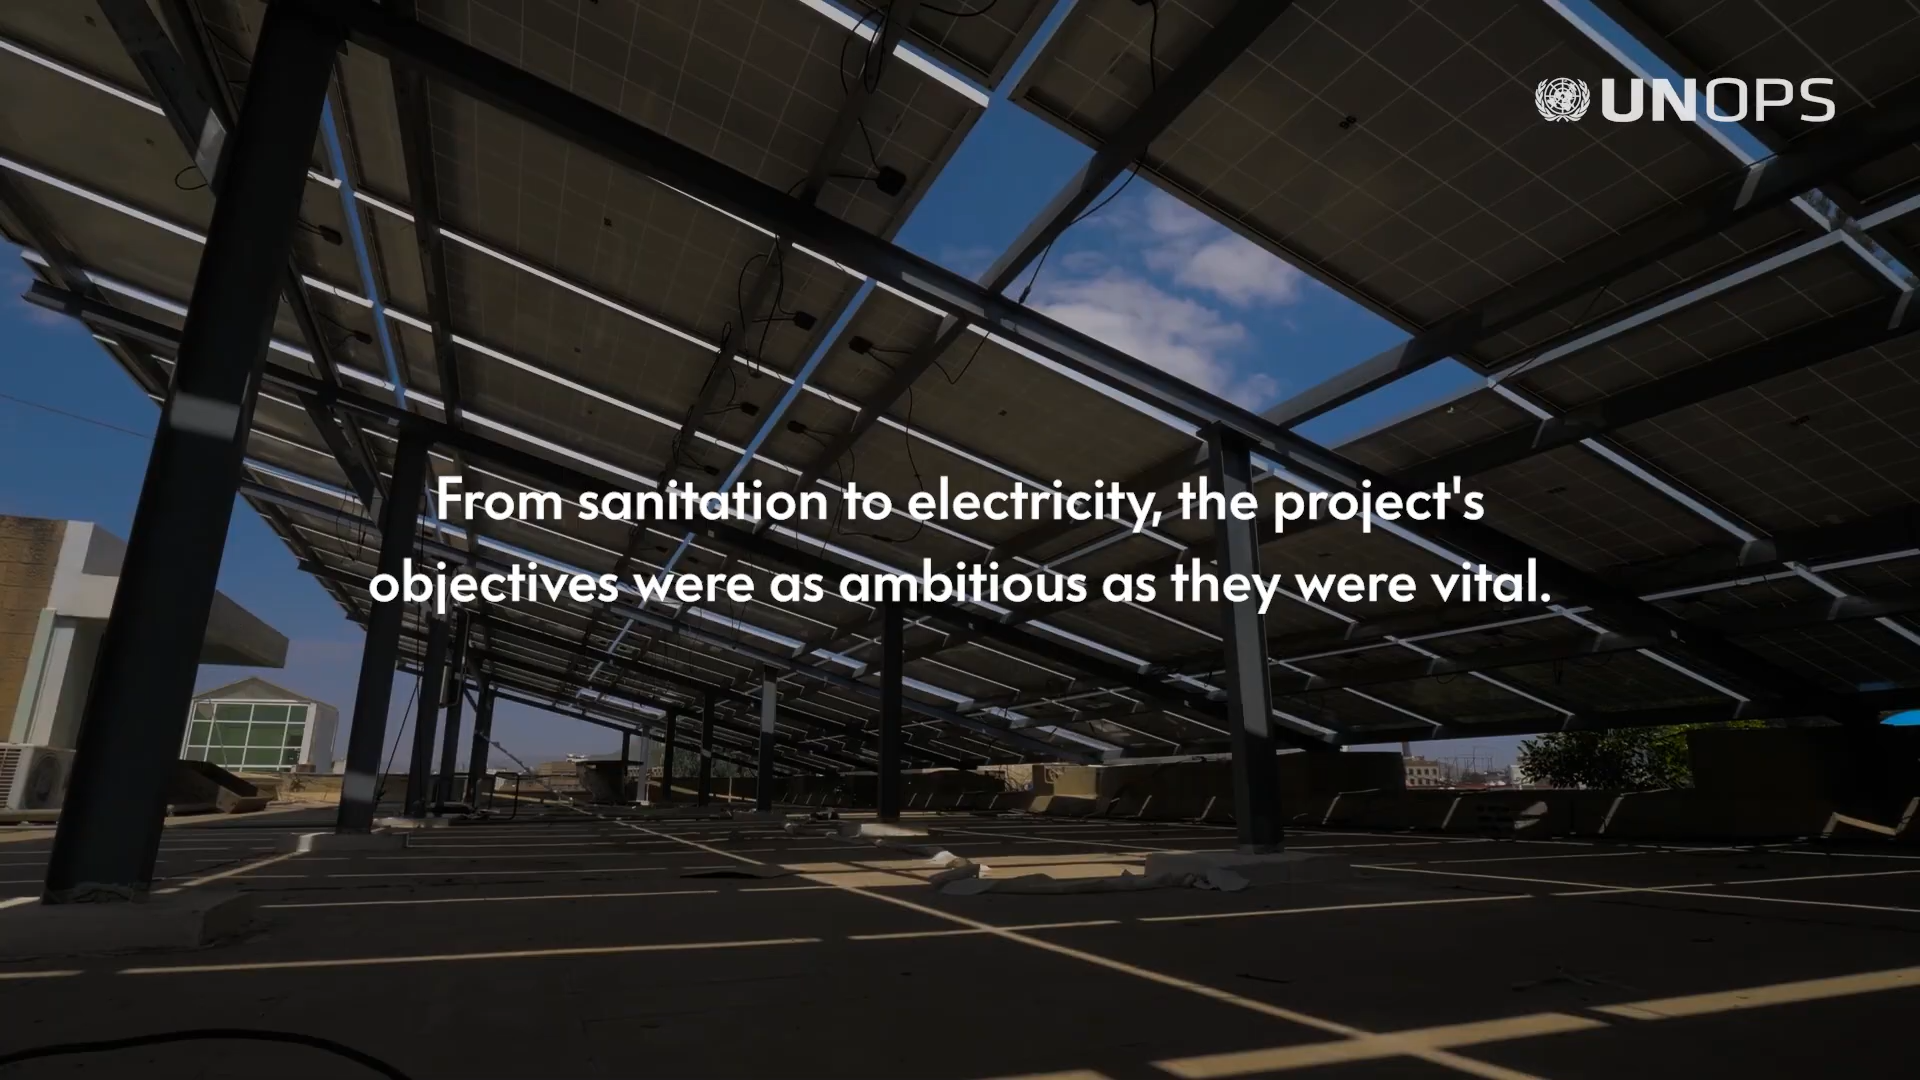 UNOPS
From sanitation to electricity, the project's
objectives were as ambitious as they were vital.